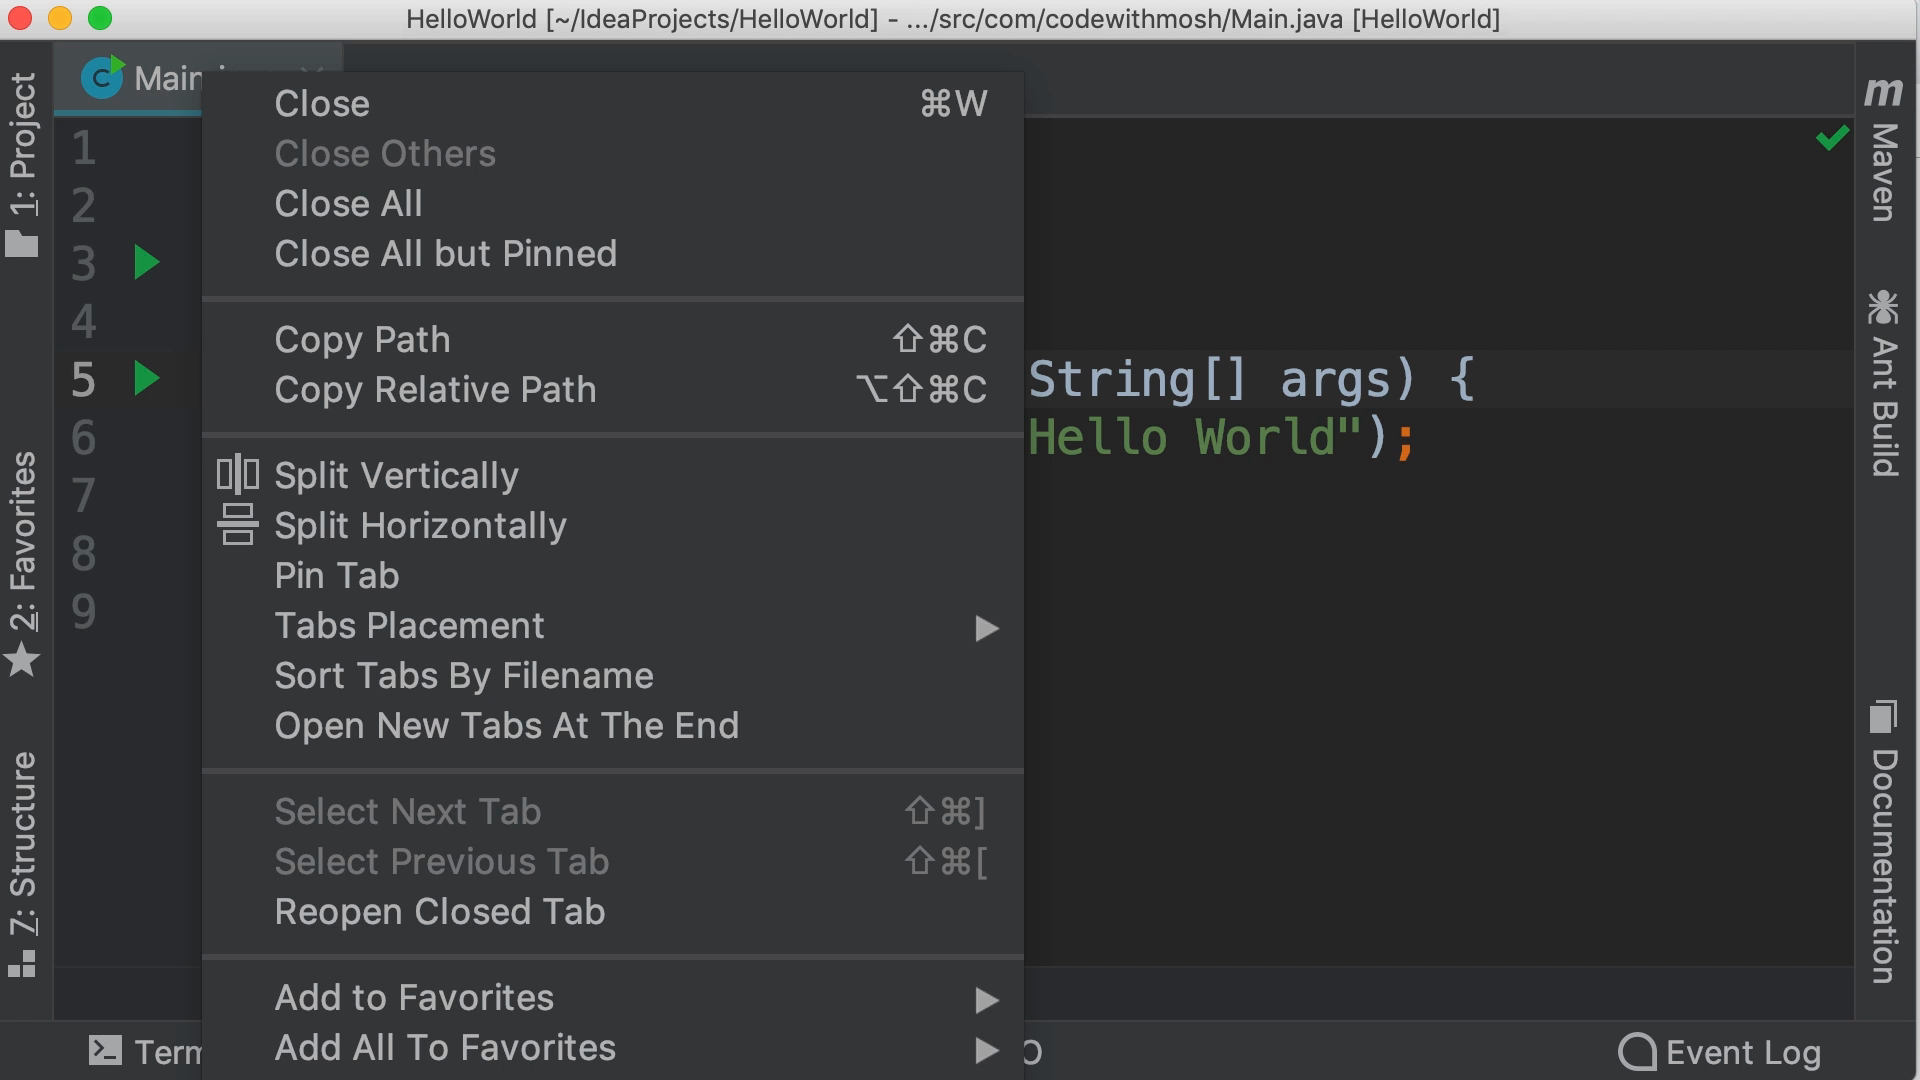 HelloWorld [~/IdeaProjects/HelloWorld] - .../src/com/codewithmosh/Main.java [HelloWorld]
1: Project
2: Favorites
7: Structure
C
1
2
3
4
5
6
7
8
9
Close ⌘W
Close Others
Close All
Close All but Pinned
Copy Path ⇧⌘C
Copy Relative Path ⌥⇧⌘C
Split Vertically
Split Horizontally
Pin Tab
Tabs Placement
Sort Tabs By Filename
Open New Tabs At The End
Select Next Tab ⇧⌘]
Select Previous Tab ⇧⌘[
Reopen Closed Tab
Add to Favorites
Add All To Favorites
String[] args) {
Hello World");
m
Maven
Ant Build
Documentation
Event Log